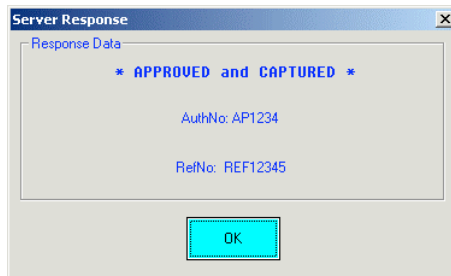 Server Response
Response Data
* APPROVED and CAPTURED *
AuthNo: AP1234
RefNo: REF12345
OK